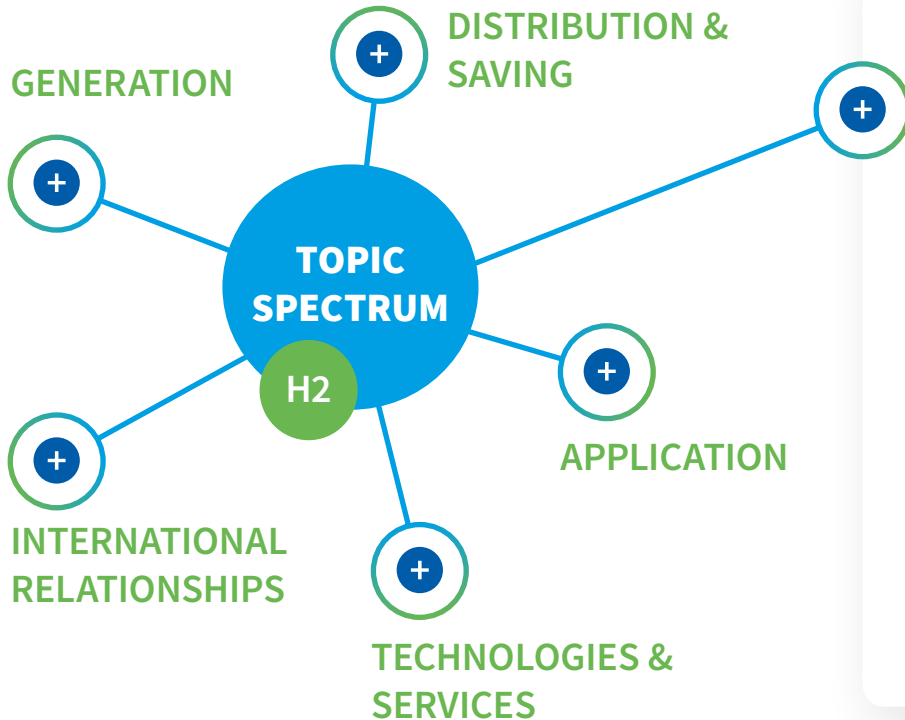 DISTRIBUTION &
SAVING
GENERATION
TOPIC
SPECTRUM
H2
APPLICATION
INTERNATIONAL
RELATIONSHIPS
TECHNOLOGIES &
SERVICES